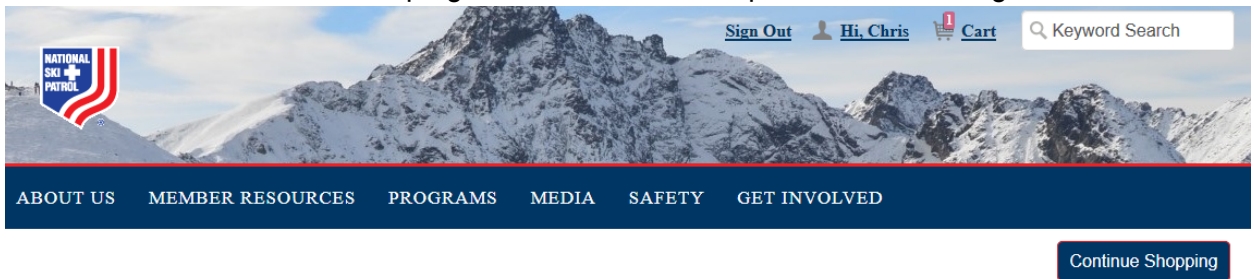 Sign Out Hi, Chris 1 Cart Keyword Search
NATIONAL
SKI
PATROL
®
ABOUT US MEMBER RESOURCES PROGRAMS MEDIA SAFETY GET INVOLVED
Continue Shopping